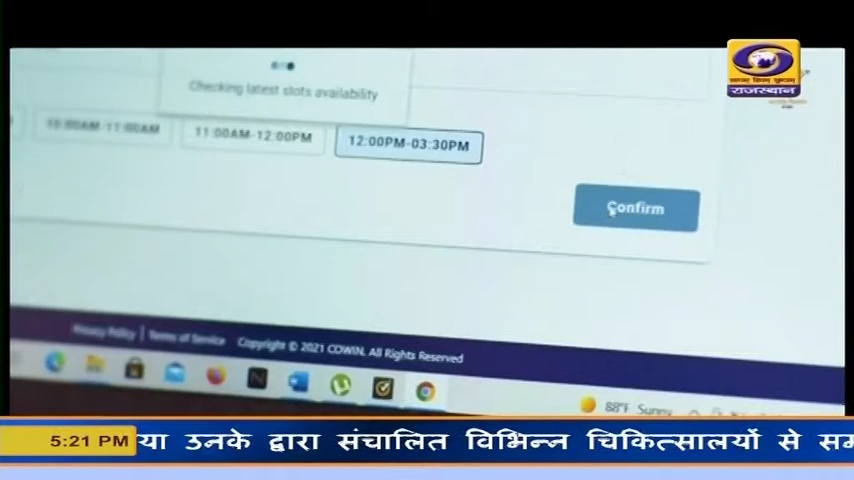 राजस्थान
Checking latest slots availability
10:00AM-11:00AM
11:00AM-12:00PM
12:00PM-03:30PM
Confirm
Privacy Policy | Terms of Service
Copyright © 2021 COWIN. All Rights Reserved
88°F Sunny
5:21 PM
या उनके द्वारा संचालित विभिन्न चिकित्सालयों से सम